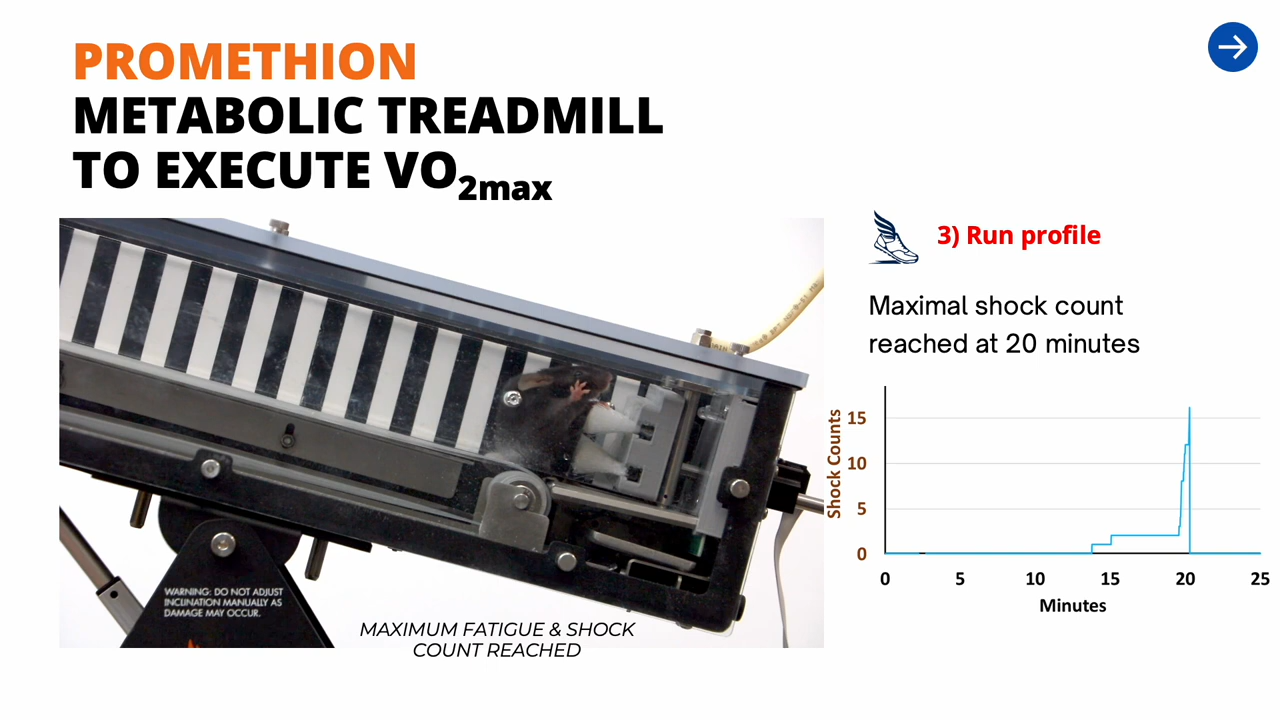 PROMETHION
METABOLIC TREADMILL
TO EXECUTE VO2max
3) Run profile
Maximal shock count
reached at 20 minutes
Shock Counts
15
10
5
0
0 5 10 15 20 25
Minutes
WARNING: DO NOT ADJUST
INCLINATION MANUALLY AS
DAMAGE MAY OCCUR.
MAXIMUM FATIGUE & SHOCK
COUNT REACHED